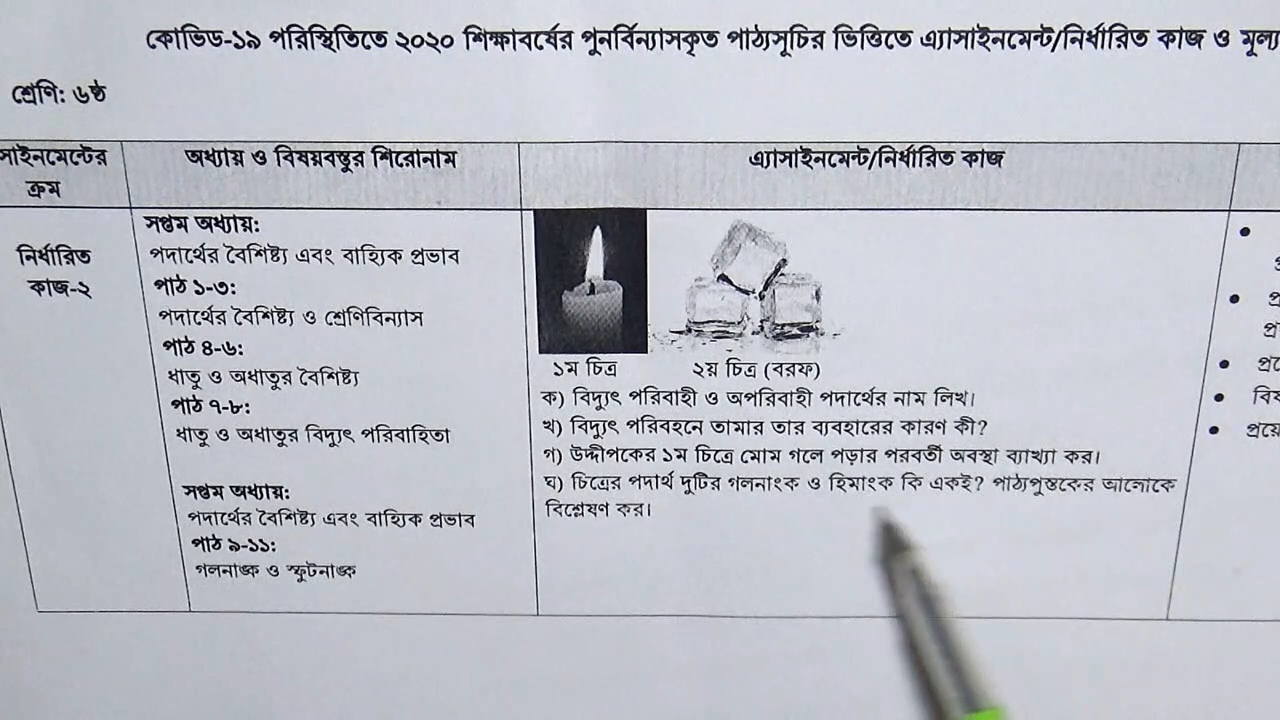 কোভিড-১৯ পরিস্থিতিতে ২০২০ শিক্ষাবর্ষের পুনর্বিন্যাসকৃত পাঠ্যসূচির ভিত্তিতে এ্যাসাইনমেন্ট/নির্ধারিত কাজ ও মূল্য
শ্রেণি: ৬ষ্ঠ
সাইনমেন্টের ক্রম
অধ্যায় ও বিষয়বস্তুর শিরোনাম
এ্যাসাইনমেন্ট/নির্ধারিত কাজ
নির্ধারিত
কাজ-২
সপ্তম অধ্যায়:
পদার্থের বৈশিষ্ট্য এবং বাহ্যিক প্রভাব
পাঠ ১-৩:
পদার্থের বৈশিষ্ট্য ও শ্রেণিবিন্যাস
পাঠ ৪-৬:
ধাতু ও অধাতুর বৈশিষ্ট্য
পাঠ ৭-৮:
ধাতু ও অধাতুর বিদ্যুৎ পরিবাহিতা
সপ্তম অধ্যায়:
পদার্থের বৈশিষ্ট্য এবং বাহ্যিক প্রভাব
পাঠ ৯-১১:
গলনাঙ্ক ও স্ফুটনাঙ্ক
১ম চিত্র
২য় চিত্র (বরফ)
ক) বিদ্যুৎ পরিবাহী ও অপরিবাহী পদার্থের নাম লিখ।
খ) বিদ্যুৎ পরিবহনে তামার তার ব্যবহারের কারণ কী?
গ) উদ্দীপকের ১ম চিত্রে মোম গলে পড়ার পরবর্তী অবস্থা ব্যাখ্যা কর।
ঘ) চিত্রের পদার্থ দুটির গলনাংক ও হিমাংক কি একই? পাঠ্যপুস্তকের আলোকে
বিশ্লেষণ কর।